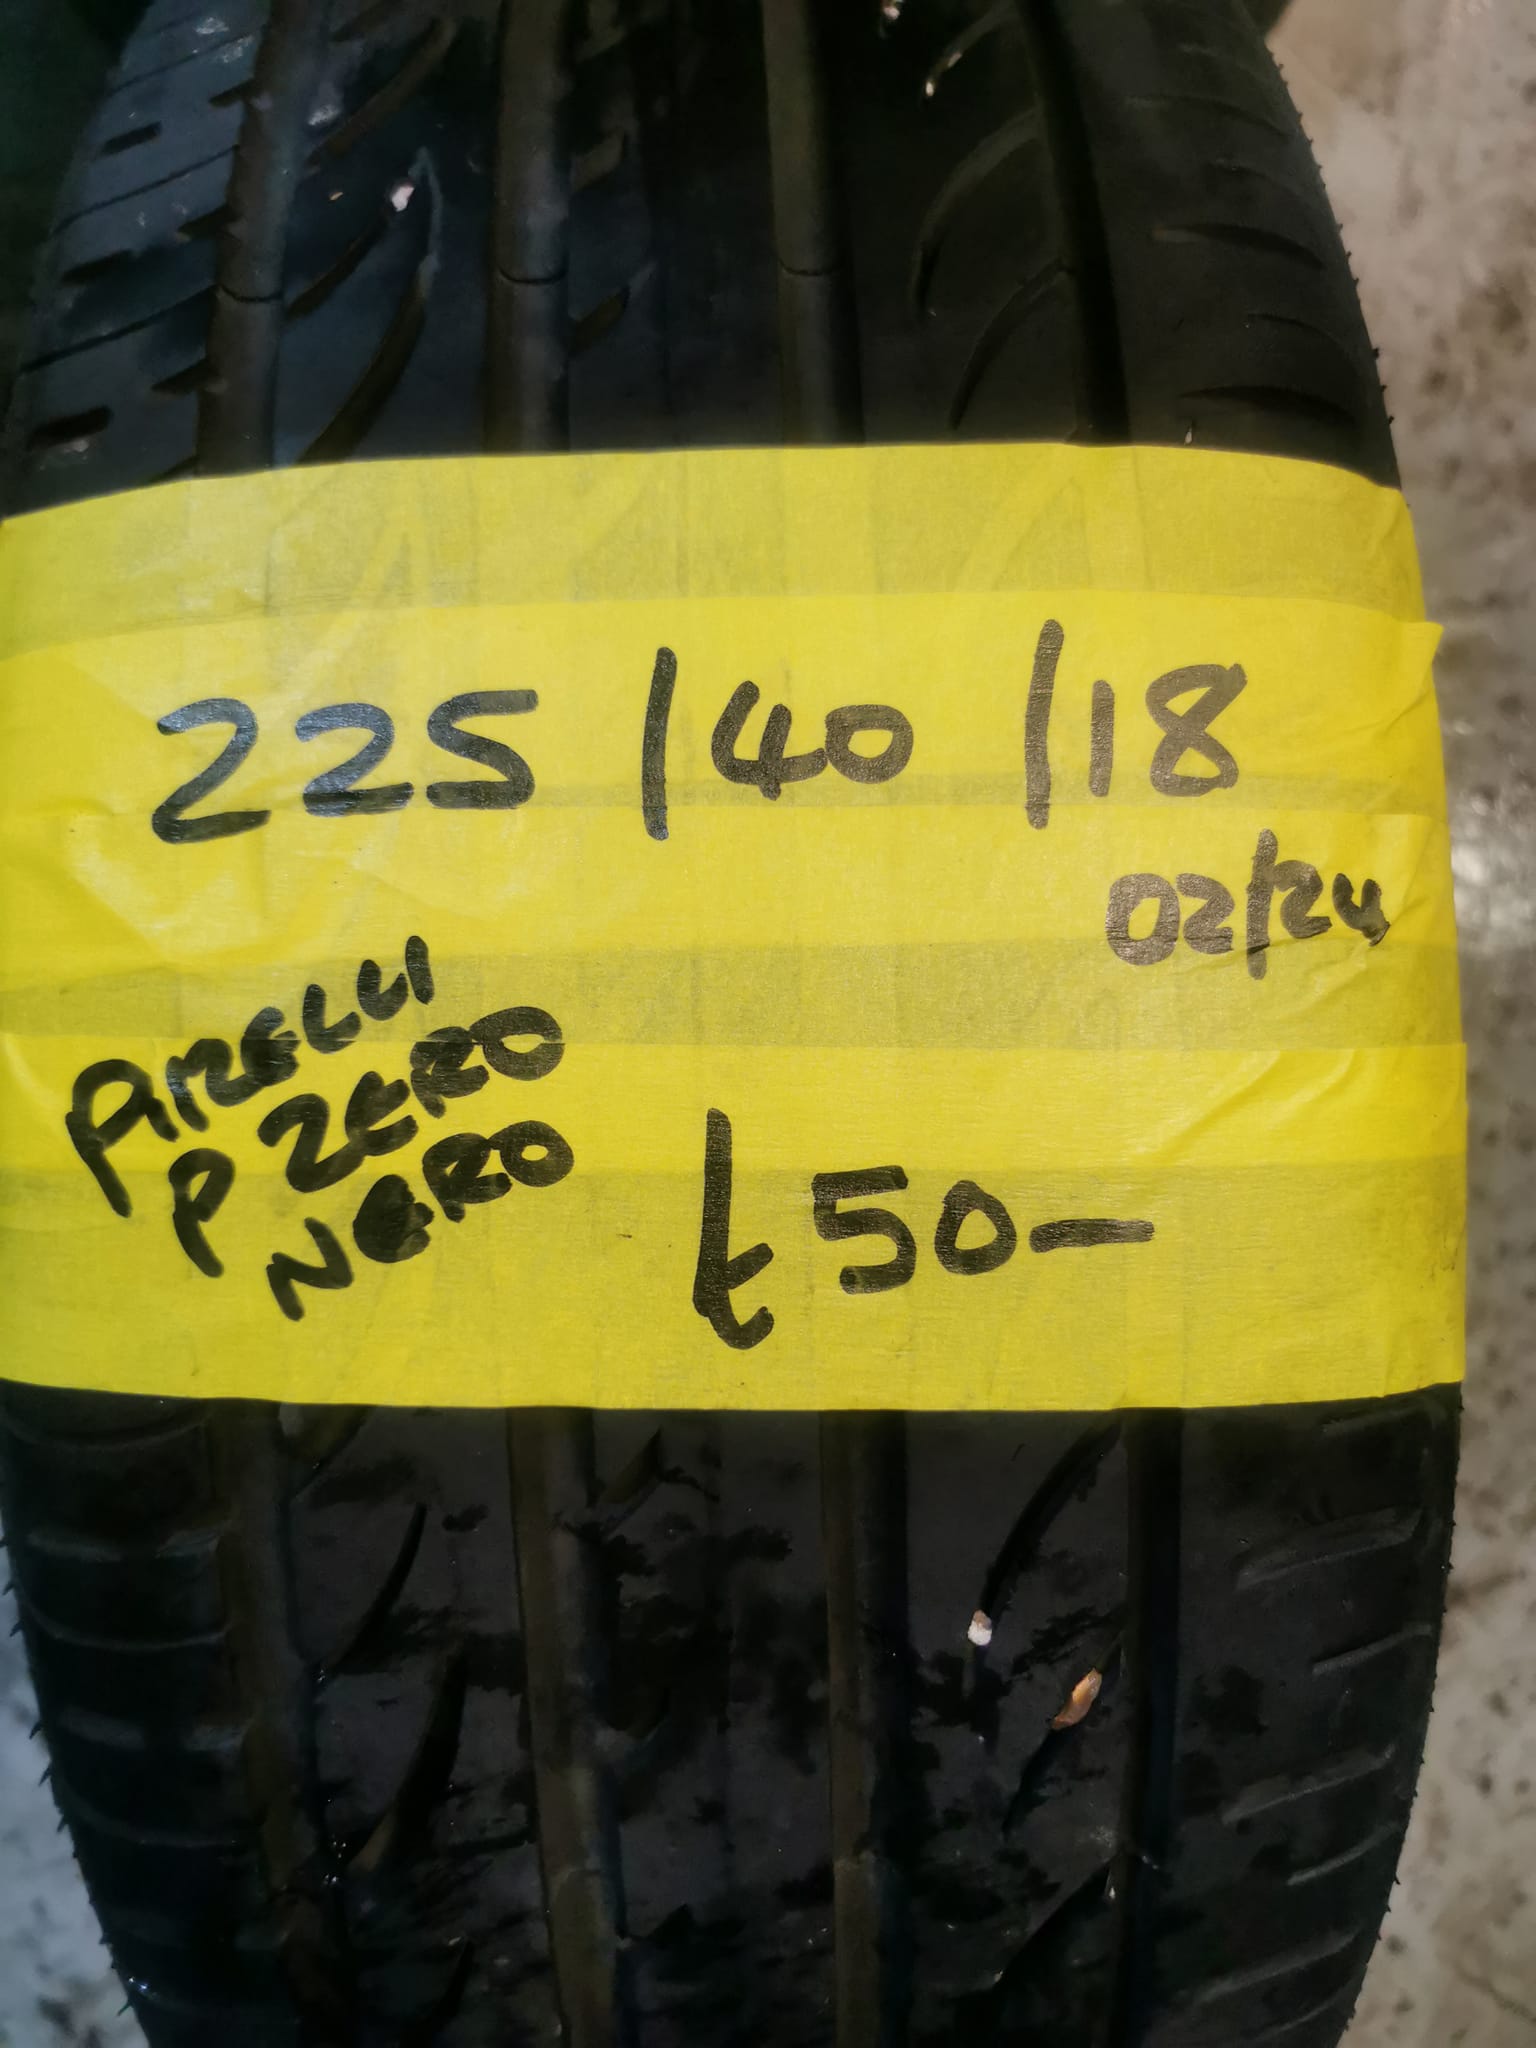 225/40/18
02/24
PIRELLI
P ZERO
NERO
£50-